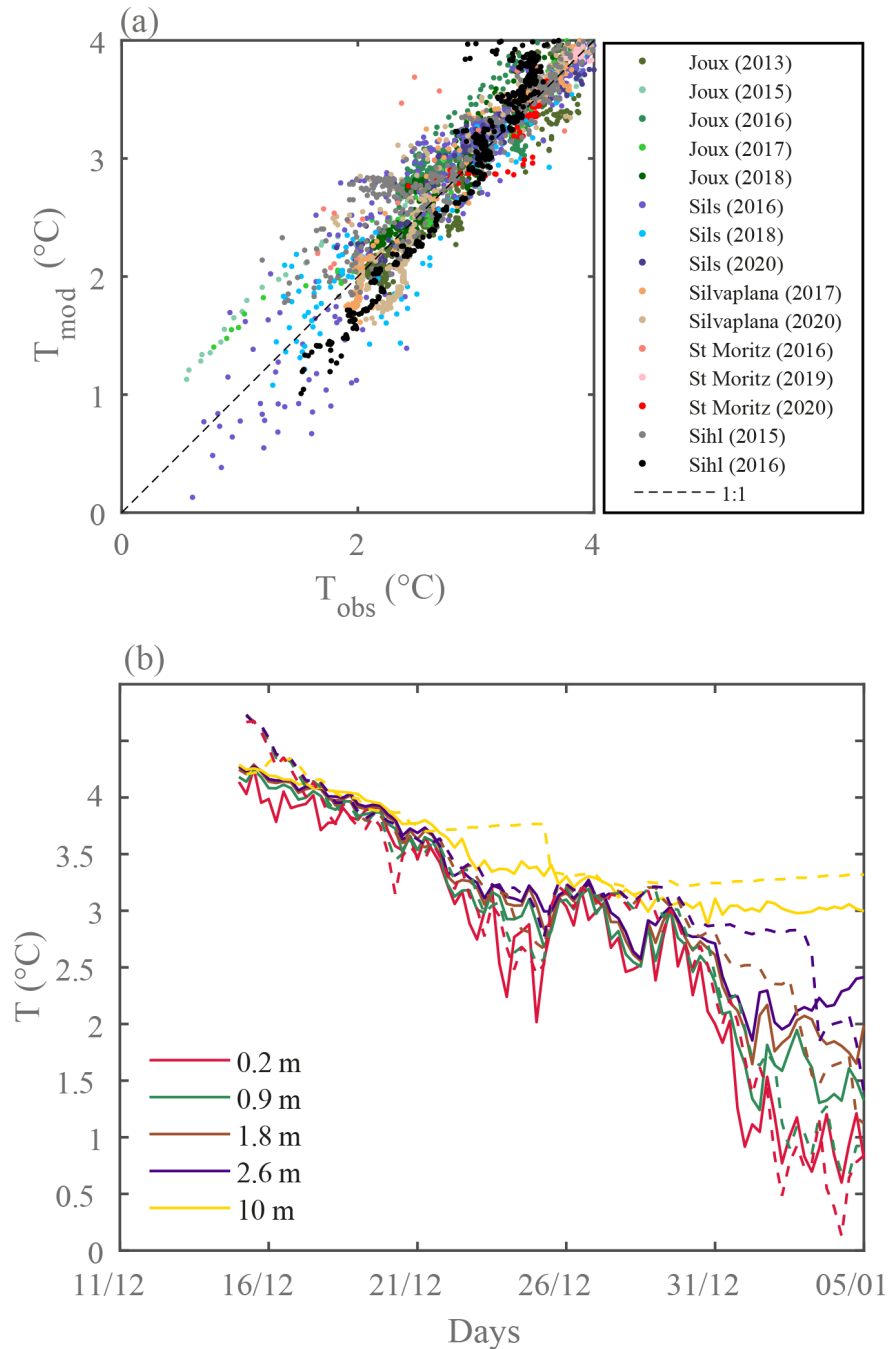 (a)
4
3
2
1
0
0 2 4
T_mod (°C)
T_obs (°C)
Joux (2013)
Joux (2015)
Joux (2016)
Joux (2017)
Joux (2018)
Sils (2016)
Sils (2018)
Sils (2020)
Silvaplana (2017)
Silvaplana (2020)
St Moritz (2016)
St Moritz (2019)
St Moritz (2020)
Sihl (2015)
Sihl (2016)
1:1
(b)
4
3.5
3
2.5
2
1.5
1
0.5
0
T (°C)
0.2 m
0.9 m
1.8 m
2.6 m
10 m
11/12 16/12 21/12 26/12 31/12 05/01
Days